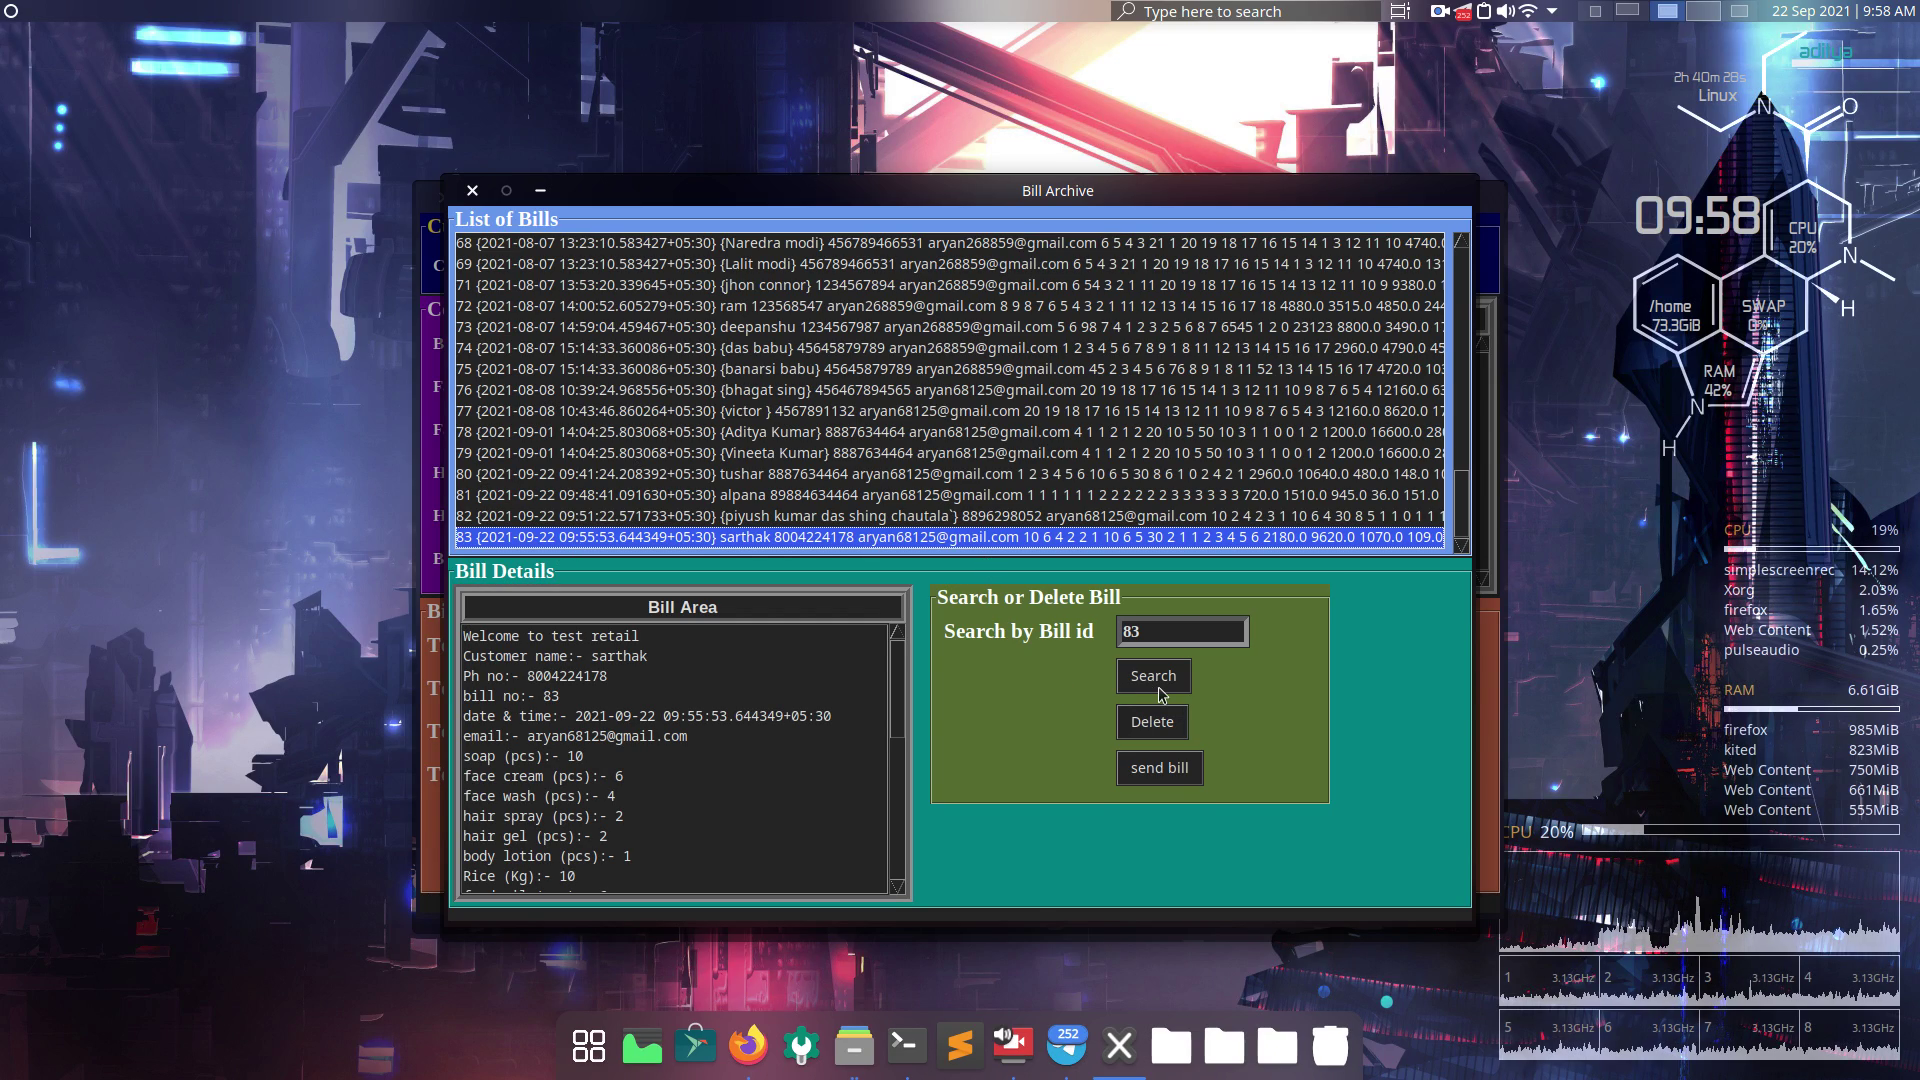 Type here to search
252
22 Sep 2021 | 9:58 AM
aditya
2h 40m 28s
Linux
N
O
09:58
CPU
20%
N
H
/home
73.3GiB
SWAP
RAM
42%
N
H
Bill Archive
List of Bills
68 {2021-08-07 13:23:10.583427+05:30} {Naredra modi} 456789466531 aryan268859@gmail.com 6 5 4 3 21 1 20 19 18 17 16 15 14 1 3 12 11 10 4740.0
69 {2021-08-07 13:23:10.583427+05:30} {Lalit modi} 456789466531 aryan268859@gmail.com 6 5 4 3 21 1 20 19 18 17 16 15 14 1 3 12 11 10 4740.0 13
71 {2021-08-07 13:53:20.339645+05:30} {jhon connor} 1234567894 aryan268859@gmail.com 6 54 3 2 1 11 20 19 18 17 16 15 14 13 12 11 10 9 9380.0 1
72 {2021-08-07 14:00:52.605279+05:30} ram 123568547 aryan268859@gmail.com 8 9 8 7 6 5 4 3 2 1 11 12 13 14 15 16 17 18 4880.0 3515.0 4850.0 244
73 {2021-08-07 14:59:04.459467+05:30} deepanshu 1234567987 aryan268859@gmail.com 5 6 98 7 4 1 2 3 2 5 6 8 7 6545 1 2 0 23123 8800.0 3490.0 17
74 {2021-08-07 15:14:33.360086+05:30} {das babu} 45645879789 aryan268859@gmail.com 1 2 3 4 5 6 7 8 9 1 8 11 12 13 14 15 16 17 2960.0 4790.0 45
75 {2021-08-07 15:14:33.360086+05:30} {banarsi babu} 45645879789 aryan268859@gmail.com 45 2 3 4 5 6 76 8 9 1 8 11 52 13 14 15 16 17 4720.0 103
76 {2021-08-08 10:39:24.968556+05:30} {bhagat sing} 456467894565 aryan68125@gmail.com 20 19 18 17 16 15 14 1 3 12 11 10 9 8 7 6 5 4 12160.0 63
77 {2021-08-08 10:43:46.860264+05:30} {victor } 4567891132 aryan68125@gmail.com 20 19 18 17 16 15 14 13 12 11 10 9 8 7 6 5 4 3 12160.0 8620.0 17
78 {2021-09-01 14:04:25.803068+05:30} {Aditya Kumar} 8887634464 aryan68125@gmail.com 4 1 1 2 1 2 20 10 5 50 10 3 1 1 0 0 1 2 1200.0 16600.0 28
79 {2021-09-01 14:04:25.803068+05:30} {Vineeta Kumar} 8887634464 aryan68125@gmail.com 4 1 1 2 1 2 20 10 5 50 10 3 1 1 0 0 1 2 1200.0 16600.0 2
80 {2021-09-22 09:41:24.208392+05:30} tushar 8887634464 aryan68125@gmail.com 1 2 3 4 5 6 10 6 5 30 8 6 1 0 2 4 2 1 2960.0 10640.0 480.0 148.0 10
81 {2021-09-22 09:48:41.091630+05:30} alpana 89884634464 aryan68125@gmail.com 1 1 1 1 1 1 2 2 2 2 2 2 3 3 3 3 3 3 720.0 1510.0 945.0 36.0 151.0
82 {2021-09-22 09:51:22.571733+05:30} {piyush kumar das shing chautala`} 8896298052 aryan68125@gmail.com 10 2 4 2 3 1 10 6 4 30 8 5 1 1 0 1 1 1
83 {2021-09-22 09:55:53.644349+05:30} sarthak 8004224178 aryan68125@gmail.com 10 6 4 2 2 1 10 6 5 30 2 1 1 2 3 4 5 6 2180.0 9620.0 1070.0 109.0
Bill Details
Bill Area
Welcome to test retail
Customer name:- sarthak
Ph no:- 8004224178
bill no:- 83
date & time:- 2021-09-22 09:55:53.644349+05:30
email:- aryan68125@gmail.com
soap (pcs):- 10
face cream (pcs):- 6
face wash (pcs):- 4
hair spray (pcs):- 2
hair gel (pcs):- 2
body lotion (pcs):- 1
Rice (Kg):- 10
Search or Delete Bill
Search by Bill id 83
Search
Delete
send bill
CPU 19%
simplescreenrec 14.12%
Xorg 2.03%
firefox 1.65%
Web Content 1.52%
pulseaudio 0.25%
RAM 6.61GiB
firefox 985MiB
kited 823MiB
Web Content 750MiB
Web Content 661MiB
Web Content 555MiB
CPU 20%
1 3.13GHz 2 3.13GHz 3 3.13GHz 4 3.13GHz
5 3.13GHz 6 3.13GHz 7 3.13GHz 8 3.13GHz
252